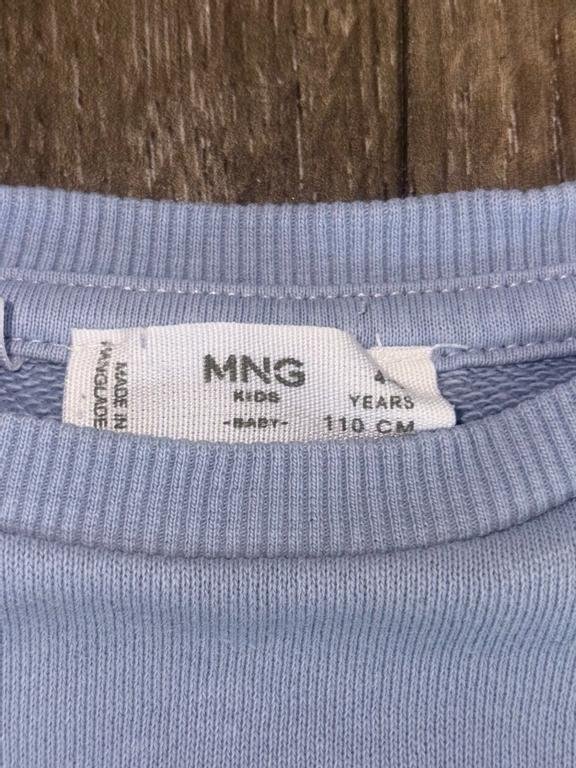 MNG
KIDS
-BABY-
YEARS
110 CM
MADE IN